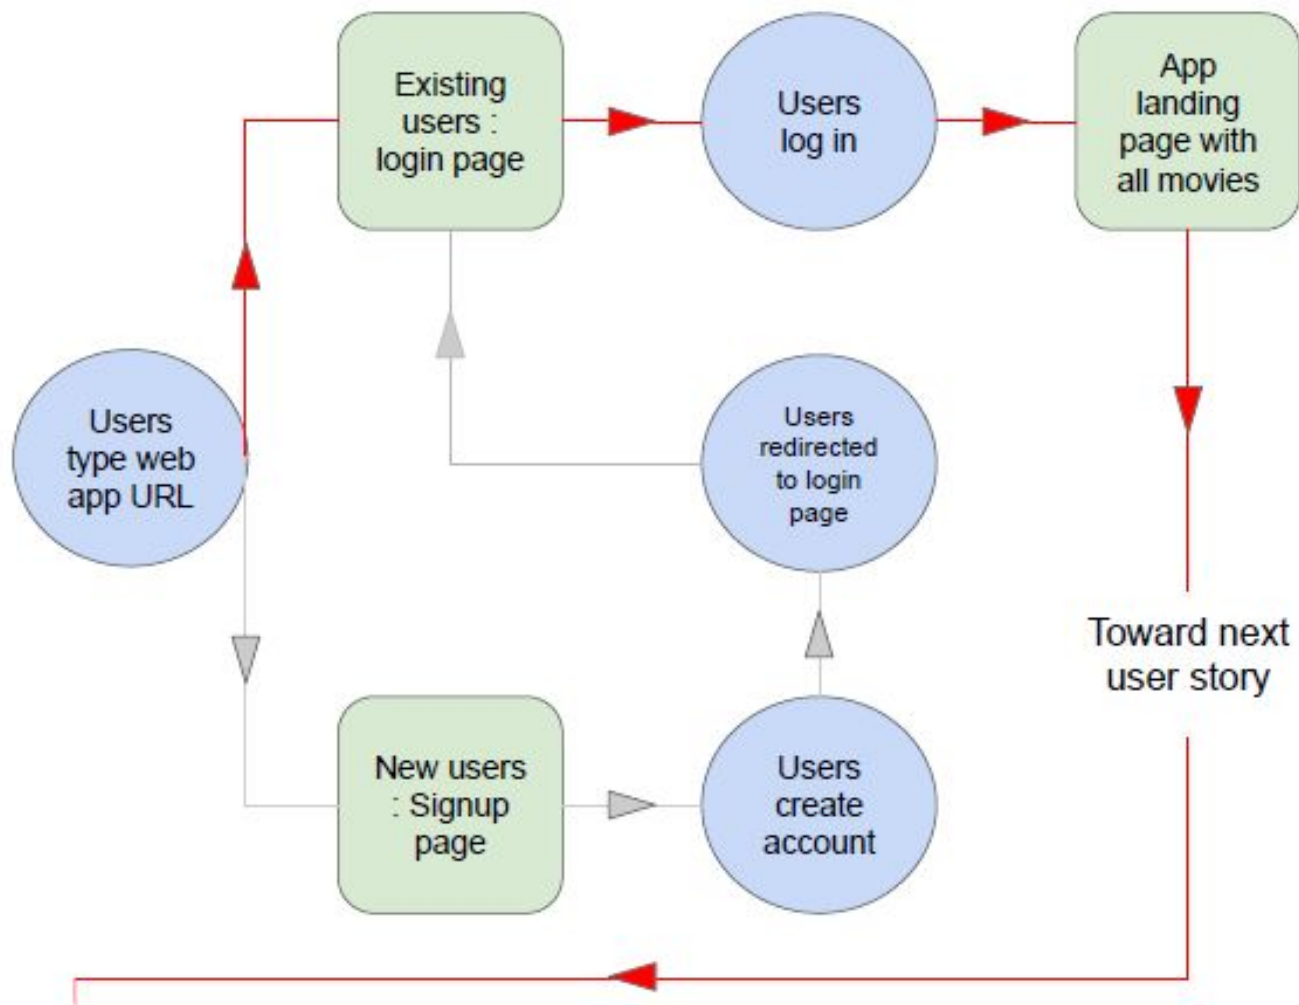 Existing
users :
login page
Users
log in
App
landing
page with
all movies
Users
type web
app URL
Users
redirected
to login
page
Toward next
user story
New users
: Signup
page
Users
create
account